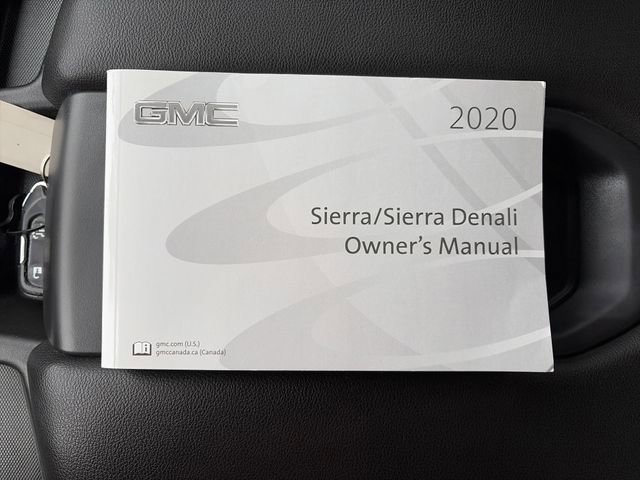 GMC
2020
Sierra/Sierra Denali
Owner's Manual
gmc.com (U.S.)
gmccanada.ca (Canada)